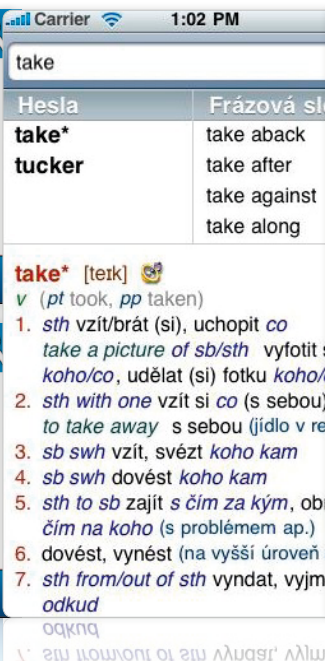 Carrier 1:02 PM
take
Hesla Frázová
take* take aback
tucker take after
take against
take along
take* [teɪk]
v (pt took, pp taken)
1. sth vzít/brát (si), uchopit co
take a picture of sb/sth vyfotit
koho/co, udělat (si) fotku koho/
2. sth with one vzít si co (s sebou)
to take away s sebou (jídlo v
3. sb swh vzít, svézt koho kam
4. sb swh dovést koho kam
5. sth to sb zajít s čím za kým,
čím na koho (s problémem ap.)
6. dovést, vynést (na vyšší úroveň
7. sth from/out of sth vyndat,
odkud